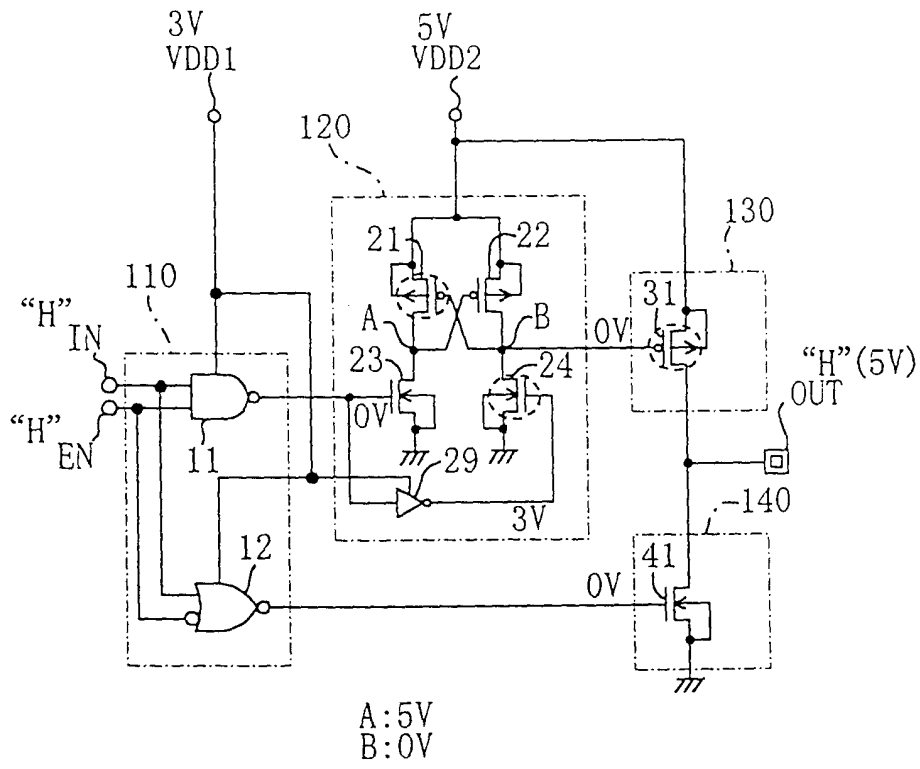 3V
VDD1
5V
VDD2
120
130
110
21
22
31
"H"
IN
A
B
0V
"H"(5V)
OUT
23
24
"H"
EN
11
0V
29
3V
140
12
41
0V
A:5V
B:0V